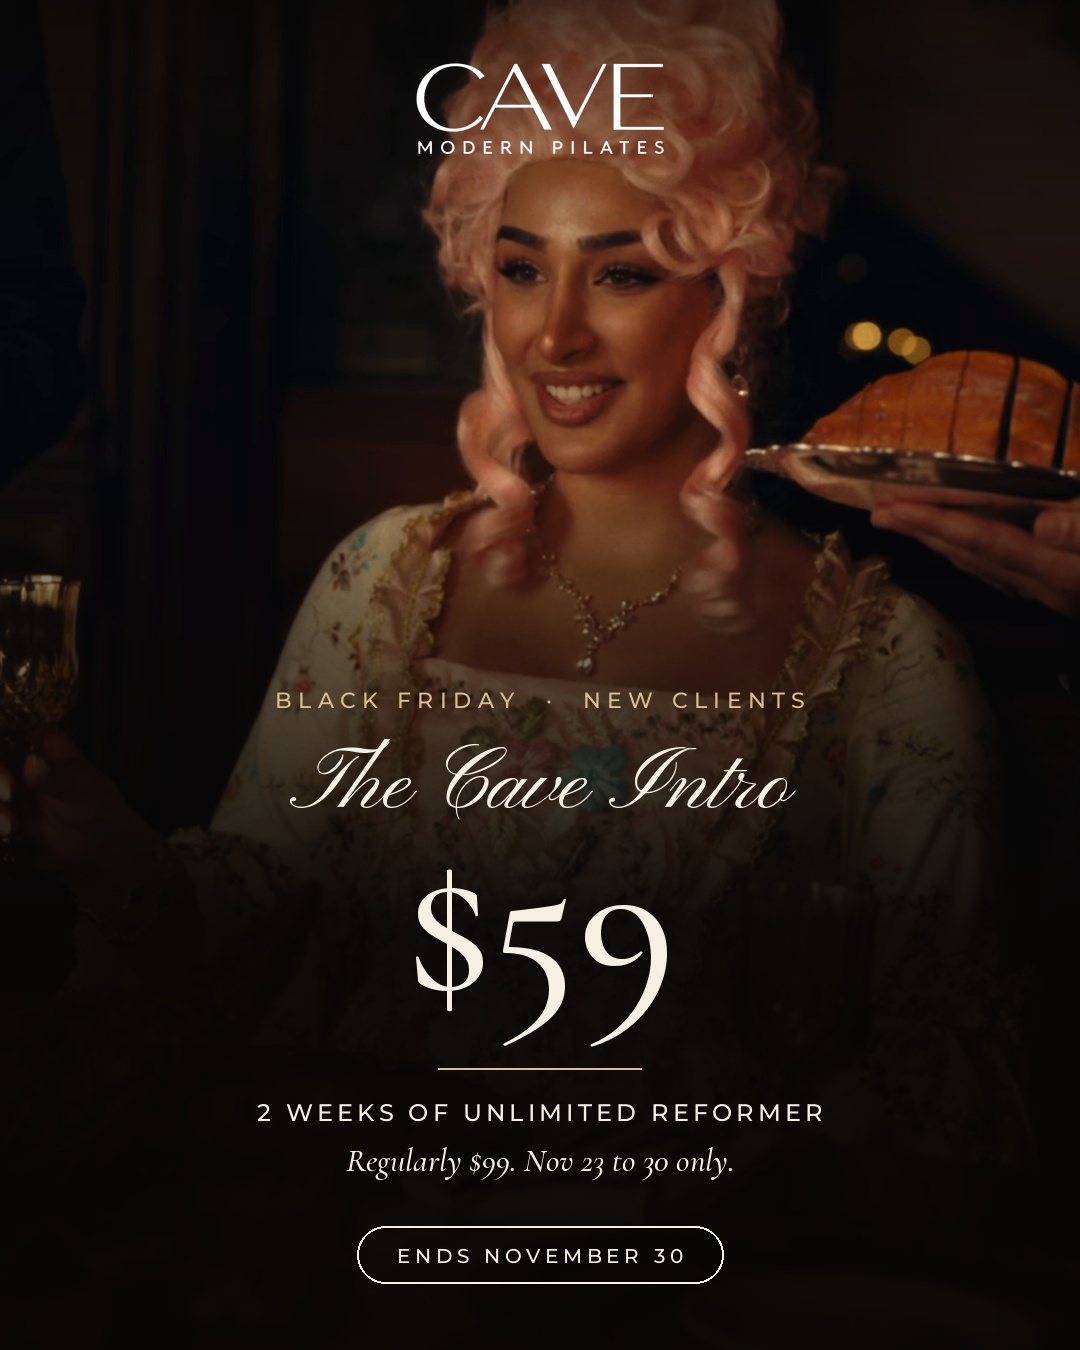 CAVE
MODERN PILATES
BLACK FRIDAY · NEW CLIENTS
The Cave Intro
$59
2 WEEKS OF UNLIMITED REFORMER
Regularly $99. Nov 23 to 30 only.
ENDS NOVEMBER 30